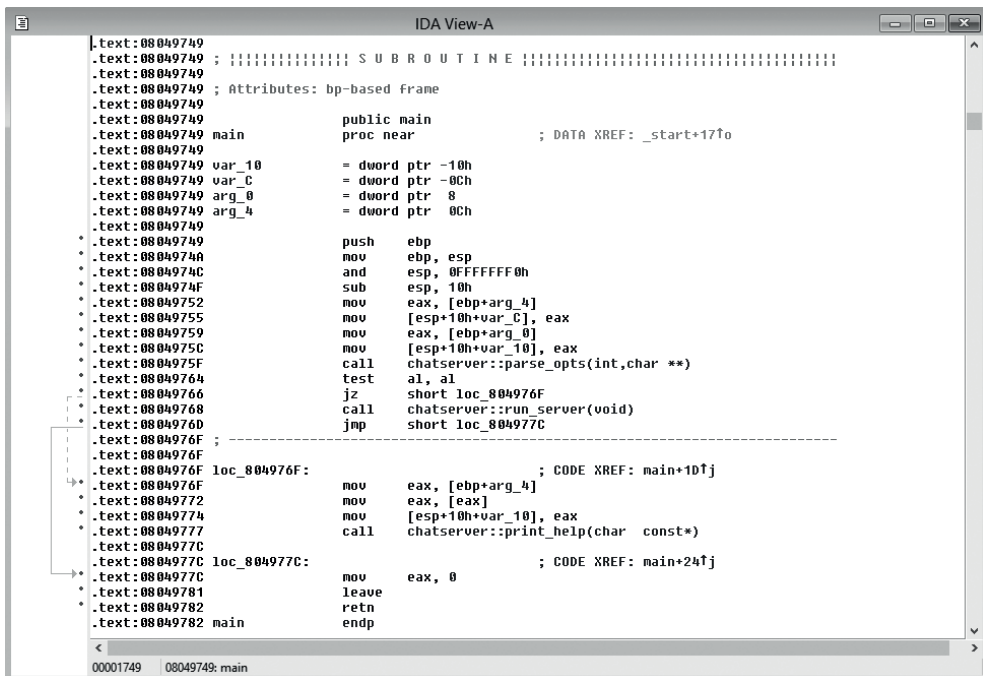 IDA View-A
.text:08049749
.text:08049749 ; ¦¦¦¦¦¦¦¦¦¦¦¦¦¦¦ S U B R O U T I N E ¦¦¦¦¦¦¦¦¦¦¦¦¦¦¦¦¦¦¦¦¦¦¦¦¦¦¦¦¦¦¦¦¦¦¦¦¦¦¦
.text:08049749
.text:08049749 ; Attributes: bp-based frame
.text:08049749
.text:08049749 public main
.text:08049749 main proc near ; DATA XREF: _start+17↑o
.text:08049749
.text:08049749 var_10 = dword ptr -10h
.text:08049749 var_C = dword ptr -0Ch
.text:08049749 arg_0 = dword ptr 8
.text:08049749 arg_4 = dword ptr 0Ch
.text:08049749
.text:08049749 push ebp
.text:0804974A mov ebp, esp
.text:0804974C and esp, 0FFFFFFF0h
.text:0804974F sub esp, 10h
.text:08049752 mov eax, [ebp+arg_4]
.text:08049755 mov [esp+10h+var_C], eax
.text:08049759 mov eax, [ebp+arg_0]
.text:0804975C mov [esp+10h+var_10], eax
.text:0804975F call chatserver::parse_opts(int,char **)
.text:08049764 test al, al
.text:08049766 jz short loc_804976F
.text:08049768 call chatserver::run_server(void)
.text:0804976D jmp short loc_804977C
.text:0804976F ; ---------------------------------------------------------------------------
.text:0804976F
.text:0804976F loc_804976F: ; CODE XREF: main+1D↑j
.text:0804976F mov eax, [ebp+arg_4]
.text:08049772 mov eax, [eax]
.text:08049774 mov [esp+10h+var_10], eax
.text:08049777 call chatserver::print_help(char const*)
.text:0804977C
.text:0804977C loc_804977C: ; CODE XREF: main+24↑j
.text:0804977C mov eax, 0
.text:08049781 leave
.text:08049782 retn
.text:08049782 main endp
00001749 08049749: main